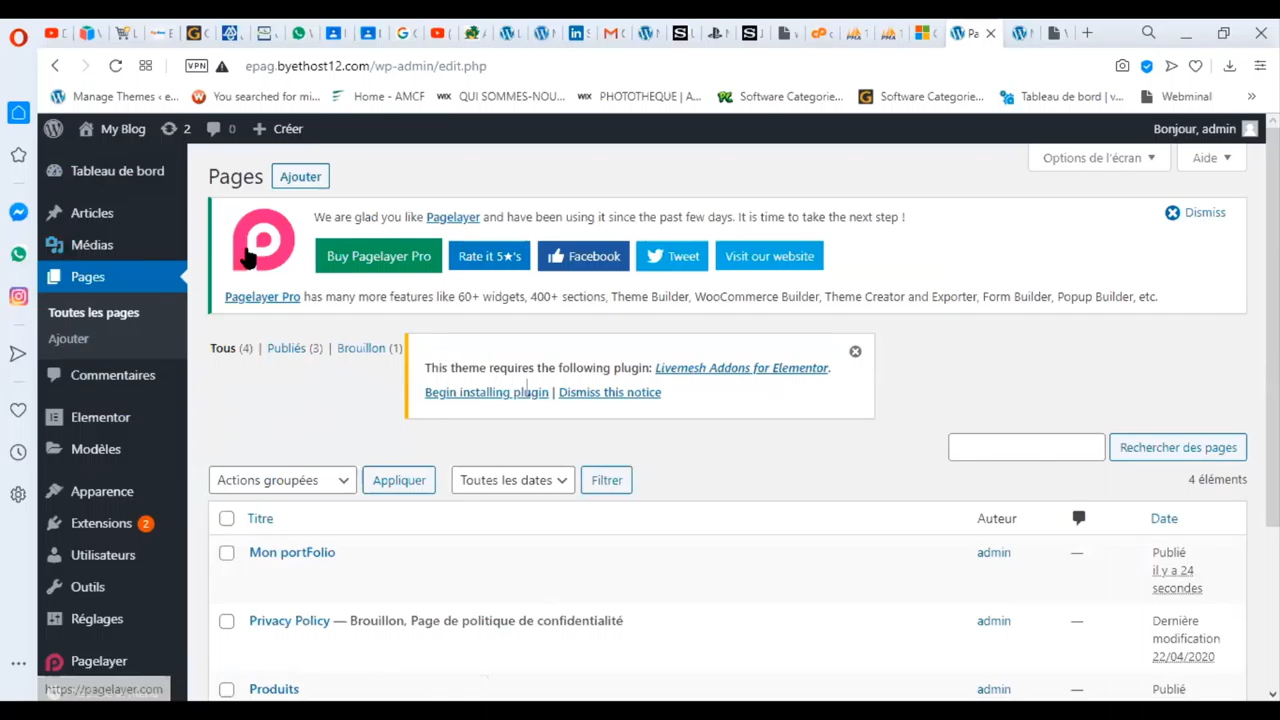 epag.byethost12.com/wp-admin/edit.php
VPN
Manage Themes ‹ e...
You searched for mi...
Home - AMCF
QUI SOMMES-NOU...
PHOTOTHEQUE | A...
Software Categorie...
Software Categorie...
Tableau de bord | v...
Webminal
My Blog
2
0
Créer
Bonjour, admin
Tableau de bord
Articles
Médias
Pages
Toutes les pages
Ajouter
Commentaires
Elementor
Modèles
Apparence
Extensions 2
Utilisateurs
Outils
Réglages
Pagelayer
https://pagelayer.com
Options de l'écran
Aide
Pages
Ajouter
We are glad you like Pagelayer and have been using it since the past few days. It is time to take the next step !
Dismiss
Buy Pagelayer Pro
Rate it 5★'s
Facebook
Tweet
Visit our website
Pagelayer Pro has many more features like 60+ widgets, 400+ sections, Theme Builder, WooCommerce Builder, Theme Creator and Exporter, Form Builder, Popup Builder, etc.
Tous (4) | Publiés (3) | Brouillon (1)
This theme requires the following plugin: Livemesh Addons for Elementor.
Begin installing plugin | Dismiss this notice
Rechercher des pages
Actions groupées
Appliquer
Toutes les dates
Filtrer
4 éléments
Titre
Auteur
Date
Mon portFolio
admin
—
Publié
il y a 24
secondes
Privacy Policy — Brouillon, Page de politique de confidentialité
admin
—
Dernière
modification
22/04/2020
Produits
admin
—
Publié